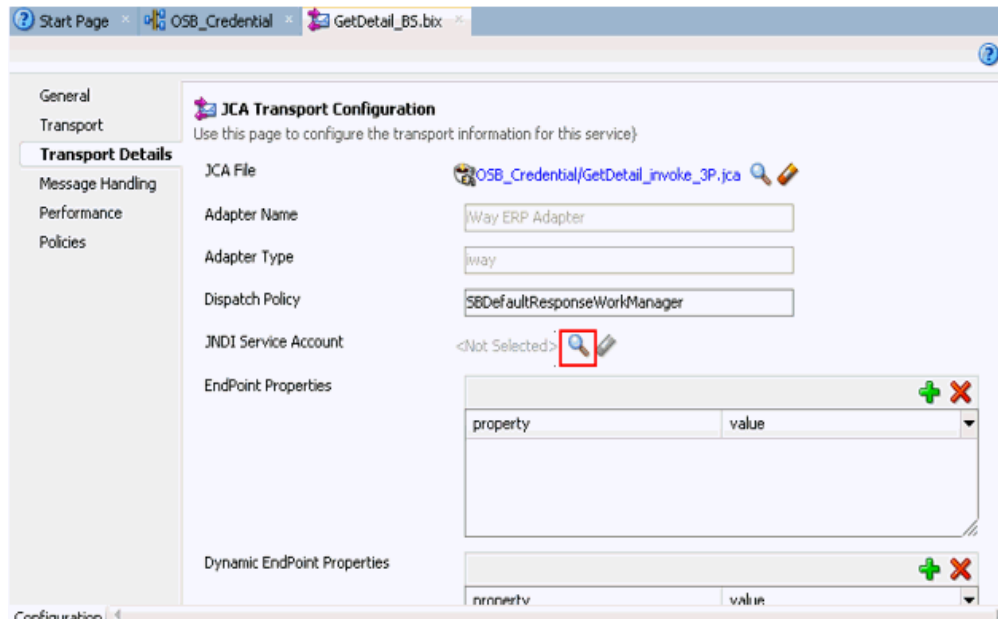 Start Page
OSB_Credential
GetDetail_BS.bix
General
Transport
Transport Details
Message Handling
Performance
Policies
JCA Transport Configuration
Use this page to configure the transport information for this service}
JCA File
OSB_Credential/GetDetail_invoke_3P.jca
Adapter Name
iWay ERP Adapter
Adapter Type
iway
Dispatch Policy
SBDefaultResponseWorkManager
JNDI Service Account
<Not Selected>
EndPoint Properties
property value
Dynamic EndPoint Properties
property value
Configuration